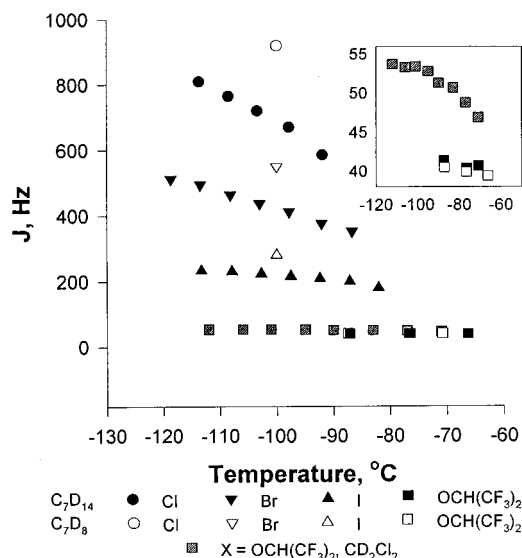 1000
800
600
400
200
0
J, Hz
-130 -120 -110 -100 -90 -80 -70 -60
Temperature, °C
55
50
45
40
-120 -100 -80 -60
C₇D₁₄ Cl Br I OCH(CF₃)₂
C₇D₈ Cl Br I OCH(CF₃)₂
X = OCH(CF₃)₂, CD₂Cl₂